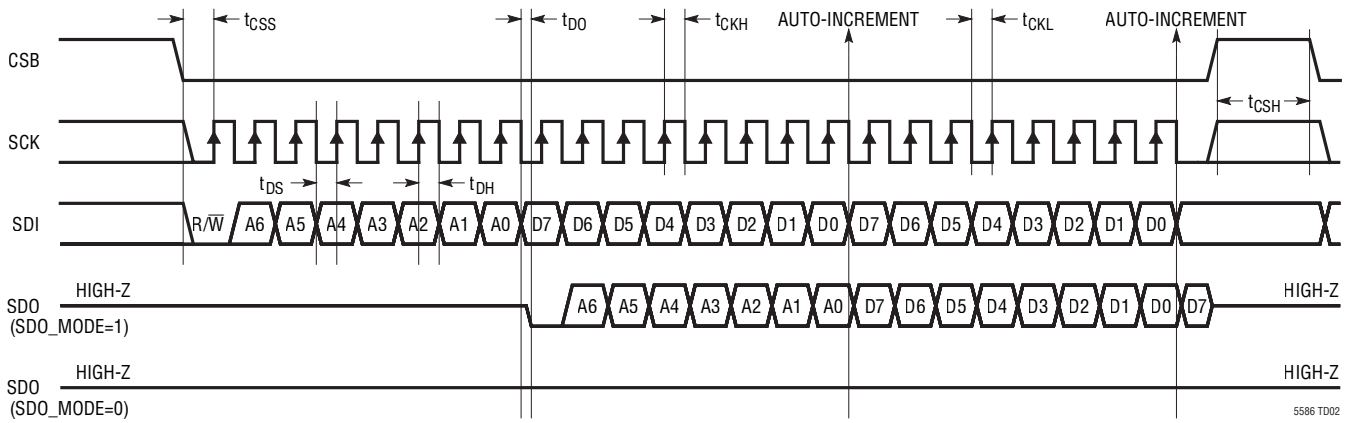 tCSS tDO tCKH AUTO-INCREMENT tCKL AUTO-INCREMENT
CSB
tCSH
SCK
tDS tDH
SDI R/W̅ A6 A5 A4 A3 A2 A1 A0 D7 D6 D5 D4 D3 D2 D1 D0 D7 D6 D5 D4 D3 D2 D1 D0
HIGH-Z HIGH-Z
SDO A6 A5 A4 A3 A2 A1 A0 D7 D6 D5 D4 D3 D2 D1 D0 D7
(SDO_MODE=1)
HIGH-Z HIGH-Z
SDO
(SDO_MODE=0)
5586 TD02